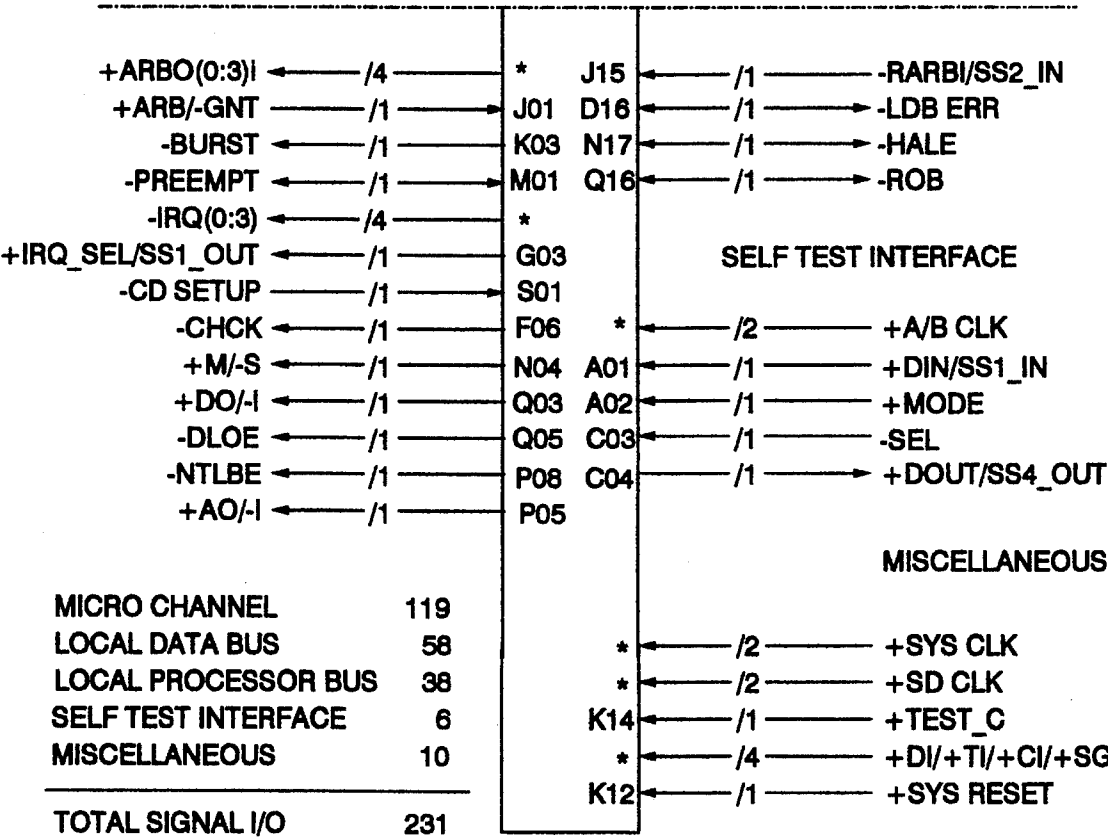 +ARBO(0:3)I /4 * J15 /1 -RARBI/SS2_IN
+ARB/-GNT /1 J01 D16 /1 -LDB ERR
-BURST /1 K03 N17 /1 -HALE
-PREEMPT /1 M01 Q16 /1 -ROB
-IRQ(0:3) /4 *
+IRQ_SEL/SS1_OUT /1 G03 SELF TEST INTERFACE
-CD SETUP /1 S01
-CHCK /1 F06 * /2 +A/B CLK
+M/-S /1 N04 A01 /1 +DIN/SS1_IN
+DO/-I /1 Q03 A02 /1 +MODE
-DLOE /1 Q05 C03 /1 -SEL
-NTLBE /1 P08 C04 /1 +DOUT/SS4_OUT
+AO/-I /1 P05
MISCELLANEOUS
MICRO CHANNEL 119
LOCAL DATA BUS 58 * /2 +SYS CLK
LOCAL PROCESSOR BUS 38 * /2 +SD CLK
SELF TEST INTERFACE 6 K14 /1 +TEST_C
MISCELLANEOUS 10 * /4 +DI/+TI/+CI/+SG
K12 /1 +SYS RESET
TOTAL SIGNAL I/O 231